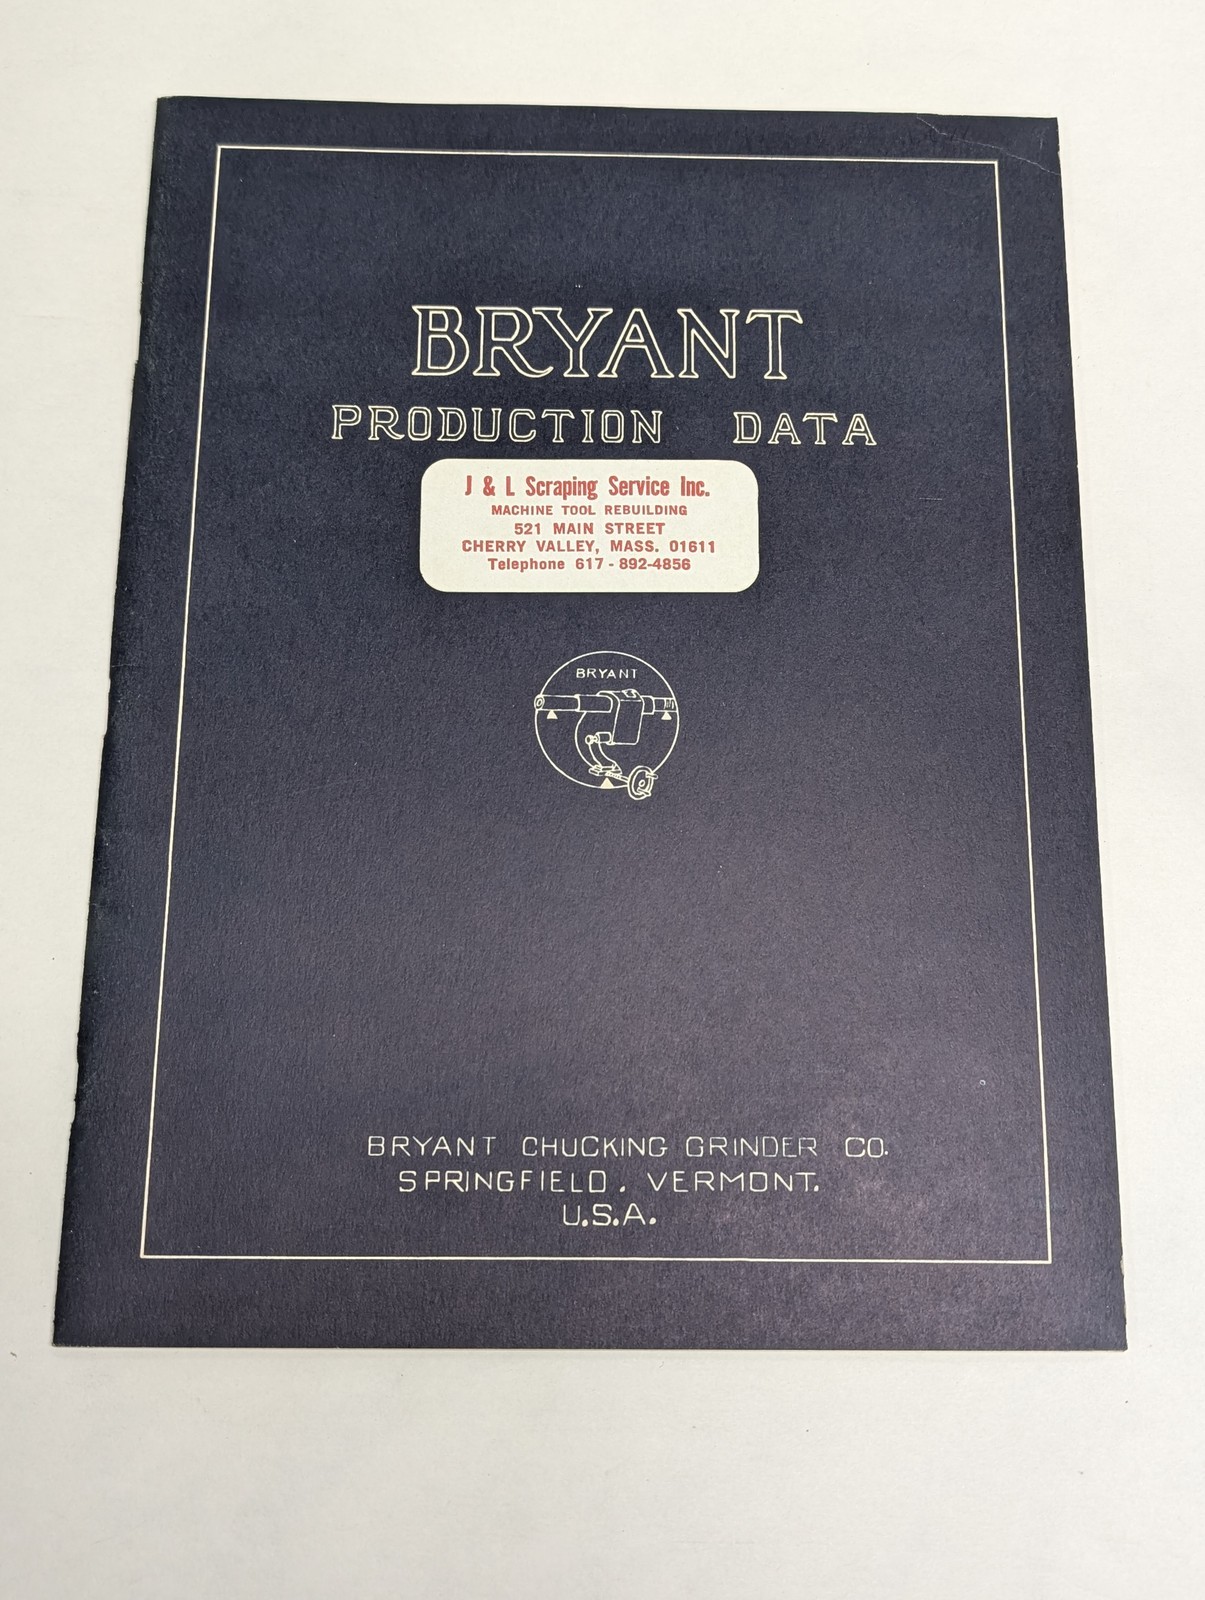 BRYANT
PRODUCTION DATA
J & L Scraping Service Inc.
MACHINE TOOL REBUILDING
521 MAIN STREET
CHERRY VALLEY, MASS. 01611
Telephone 617 - 892-4856
BRYANT
BRYANT CHUCKING GRINDER CO.
SPRINGFIELD. VERMONT.
U.S.A.